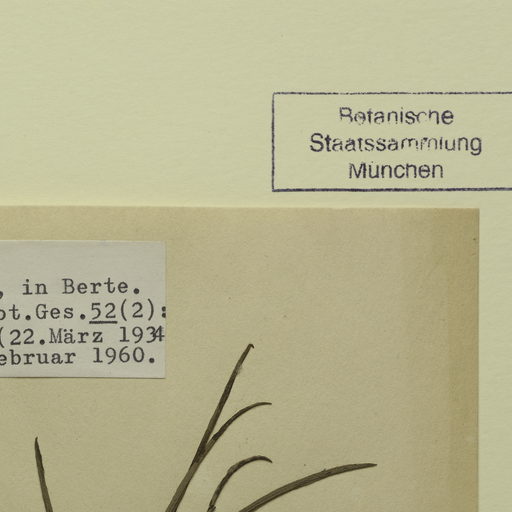 Botanische
Staatssammlung
München
, in Berte.
ot.Ges.52(2):
(22.März 1934
ebruar 1960.